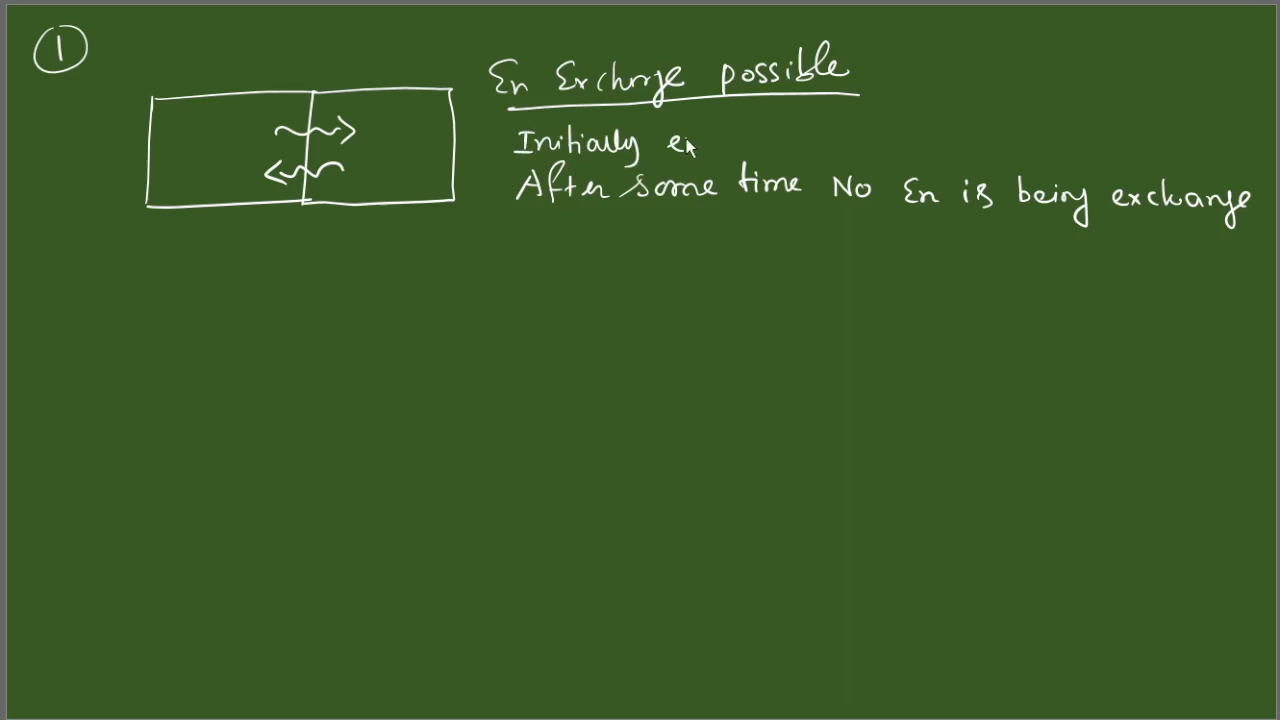 1
En Exchange possible
Initially e
After some time No En is being exchange